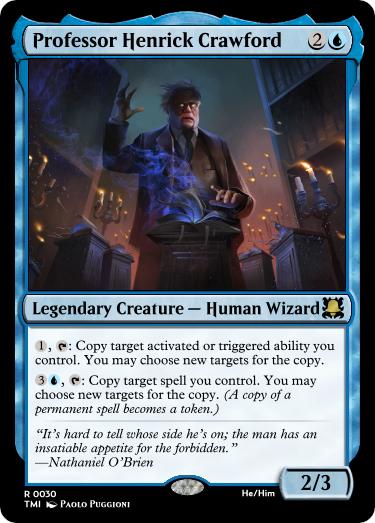 Professor Henrick Crawford 2
Legendary Creature — Human Wizard
1, : Copy target activated or triggered ability you
control. You may choose new targets for the copy.
3, : Copy target spell you control. You may
choose new targets for the copy. (A copy of a
permanent spell becomes a token.)
“It’s hard to tell whose side he’s on; the man has
an insatiable appetite for the forbidden.”
—Nathaniel O’Brien
2/3
R 0030
He/Him
TMI Paolo Puggioni